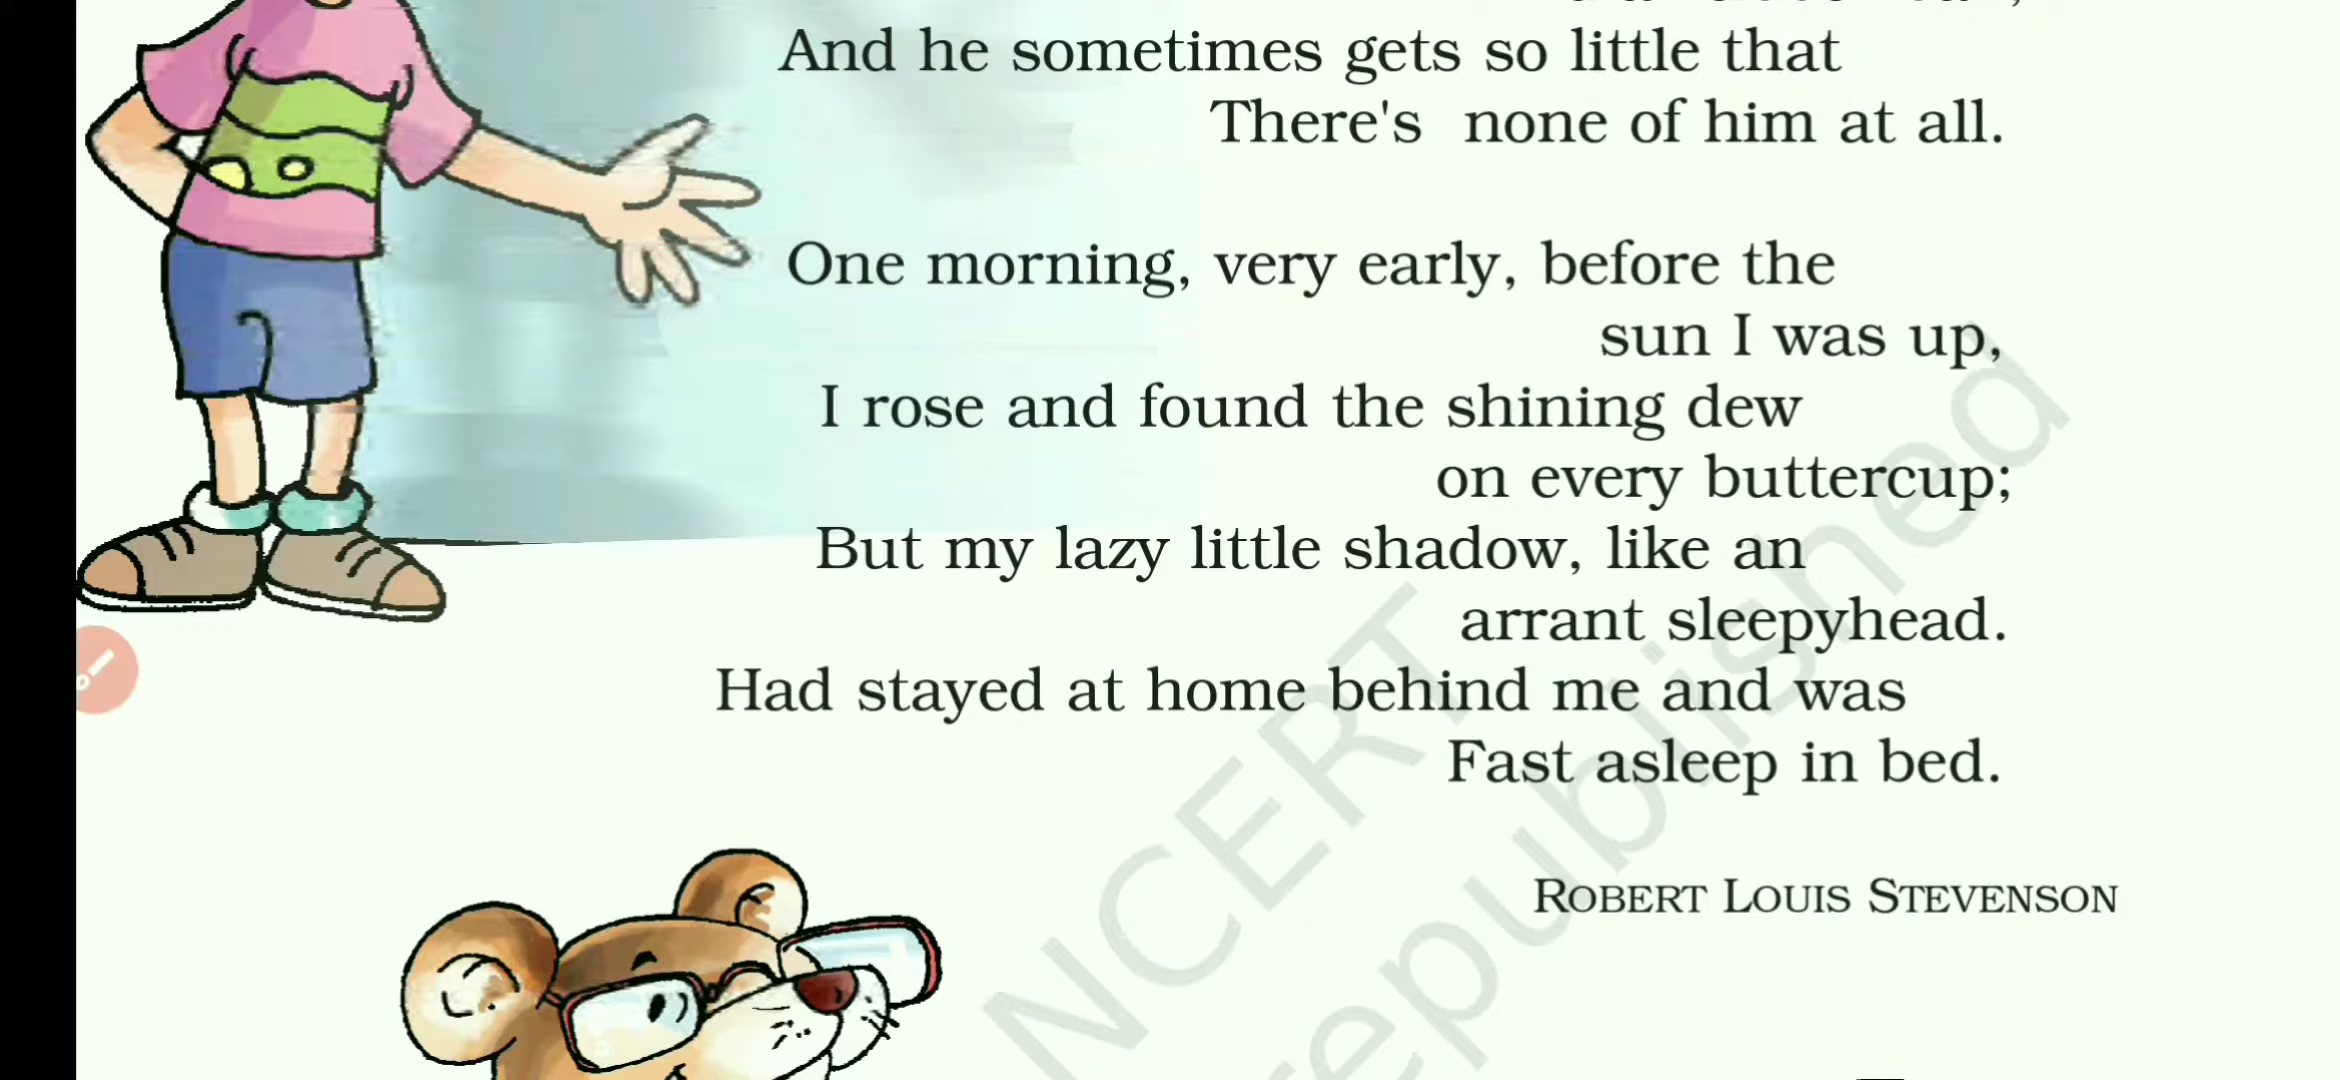 And he sometimes gets so little that
There's none of him at all.
One morning, very early, before the
sun I was up,
I rose and found the shining dew
on every buttercup;
But my lazy little shadow, like an
arrant sleepyhead.
Had stayed at home behind me and was
Fast asleep in bed.
ROBERT LOUIS STEVENSON
NCERT
republished